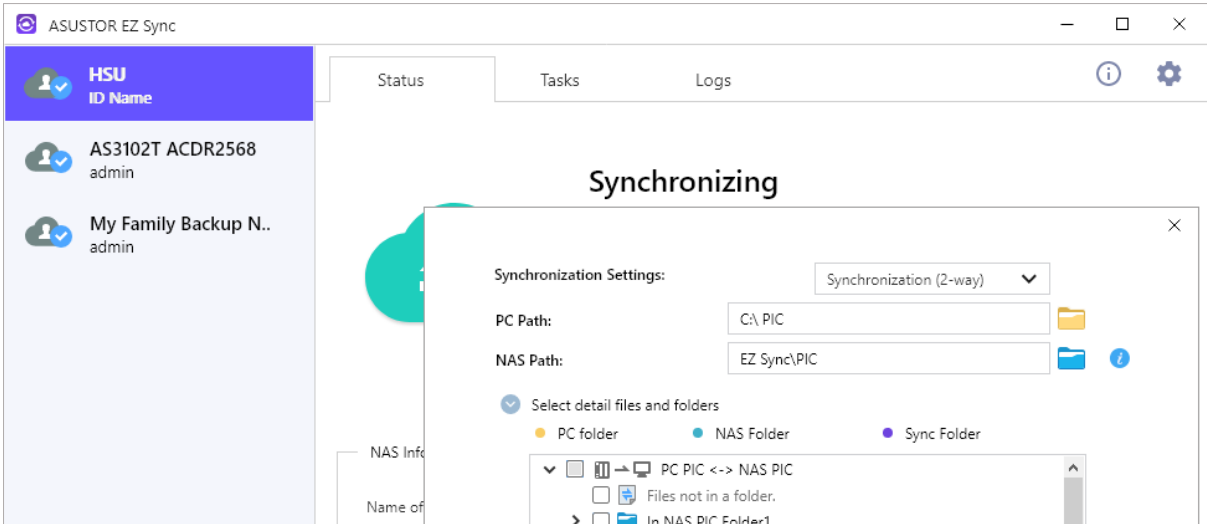 ASUSTOR EZ Sync
HSU
ID Name
AS3102T ACDR2568
admin
My Family Backup N..
admin
Status Tasks Logs
Synchronizing
Synchronization Settings: Synchronization (2-way)
PC Path: C:\ PIC
NAS Path: EZ Sync\PIC
Select detail files and folders
PC folder NAS Folder Sync Folder
NAS Info
PC PIC <-> NAS PIC
Files not in a folder.
Name of
In NAS PIC Folder1